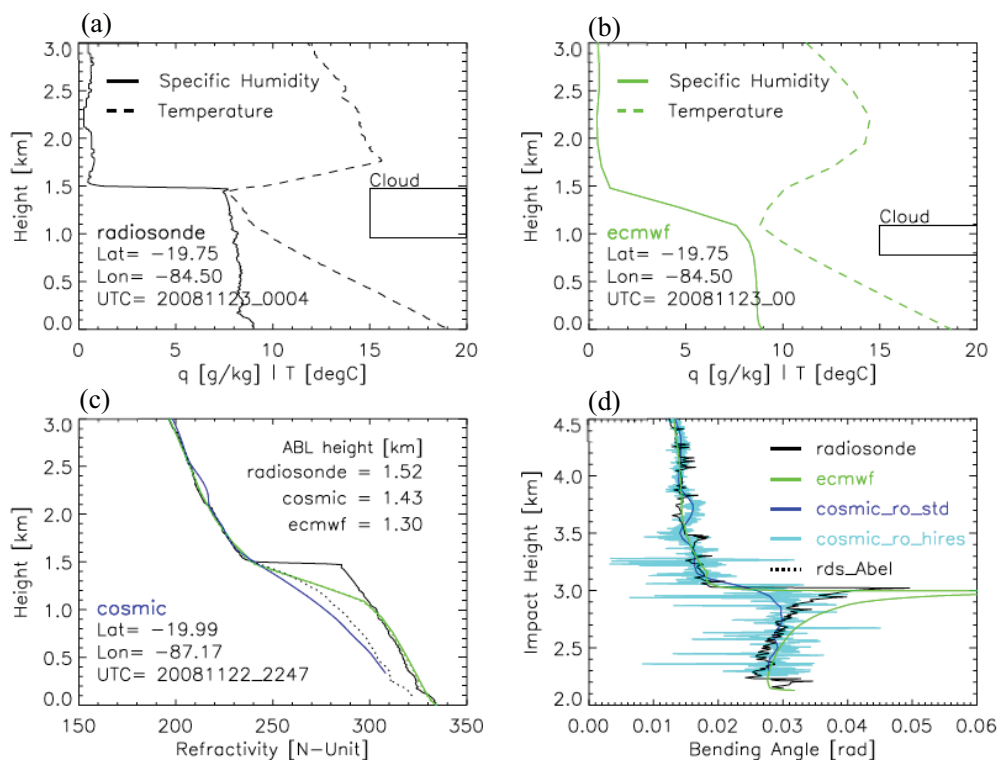 (a)
3.0
2.5
2.0
1.5
1.0
0.5
0.0
Height [km]
Specific Humidity
Temperature
Cloud
radiosonde
Lat= −19.75
Lon= −84.50
UTC= 20081123_0004
0
5
10
15
20
q [g/kg] | T [degC]
(b)
3.0
2.5
2.0
1.5
1.0
0.5
0.0
Height [km]
Specific Humidity
Temperature
Cloud
ecmwf
Lat= −19.75
Lon= −84.50
UTC= 20081123_00
0
5
10
15
20
q [g/kg] | T [degC]
(c)
3.0
2.5
2.0
1.5
1.0
0.5
0.0
Height [km]
ABL height [km]
radiosonde = 1.52
cosmic = 1.43
ecmwf = 1.30
cosmic
Lat= −19.99
Lon= −87.17
UTC= 20081122_2247
150
200
250
300
350
Refractivity [N−Unit]
(d)
4.5
4.0
3.5
3.0
2.5
2.0
Impact Height [km]
radiosonde
ecmwf
cosmic_ro_std
cosmic_ro_hires
rds_Abel
0.00
0.01
0.02
0.03
0.04
0.05
0.06
Bending Angle [rad]